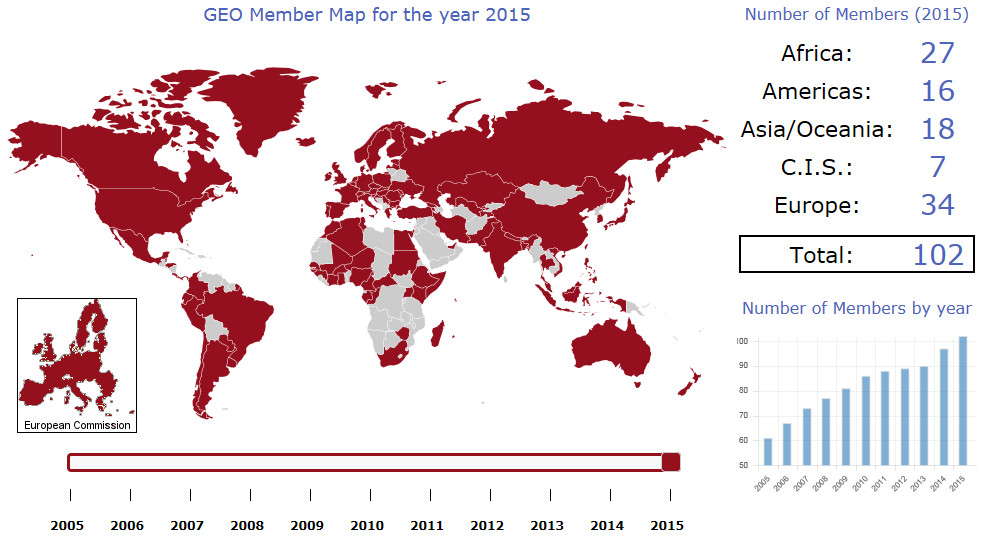 GEO Member Map for the year 2015
European Commission
2005 2006 2007 2008 2009 2010 2011 2012 2013 2014 2015
Number of Members (2015)
Africa: 27
Americas: 16
Asia/Oceania: 18
C.I.S.: 7
Europe: 34
Total: 102
Number of Members by year
100
90
80
70
60
50
2005 2006 2007 2008 2009 2010 2011 2012 2013 2014 2015